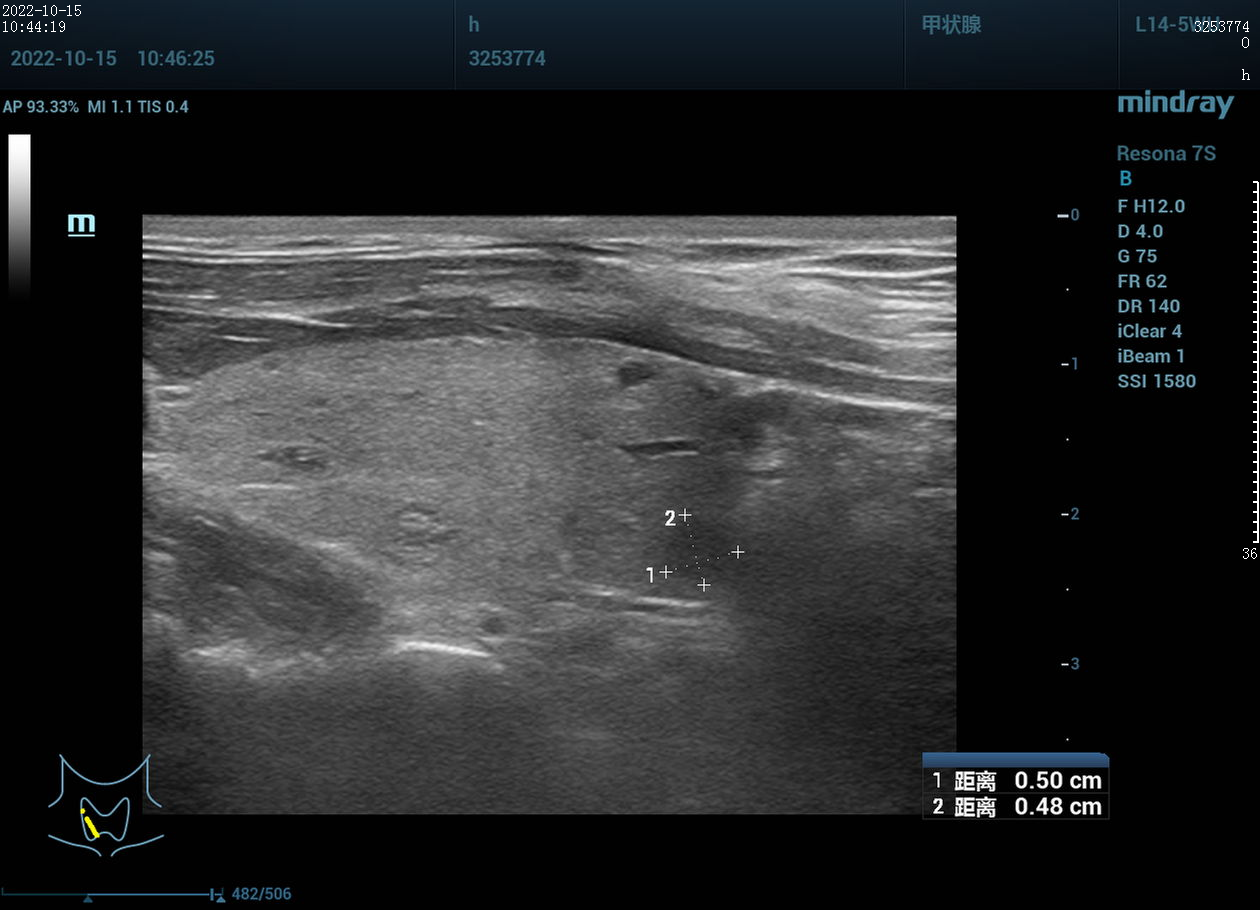 2022-10-15
10:44:19
2022-10-15 10:46:25
h
3253774
甲状腺
3253774
0
h
AP 93.33% MI 1.1 TIS 0.4
mindray
Resona 7S
B
F H12.0
D 4.0
G 75
FR 62
DR 140
iClear 4
iBeam 1
SSI 1580
m
0
1
2
3
36
2
1
1 距离 0.50 cm
2 距离 0.48 cm
482/506